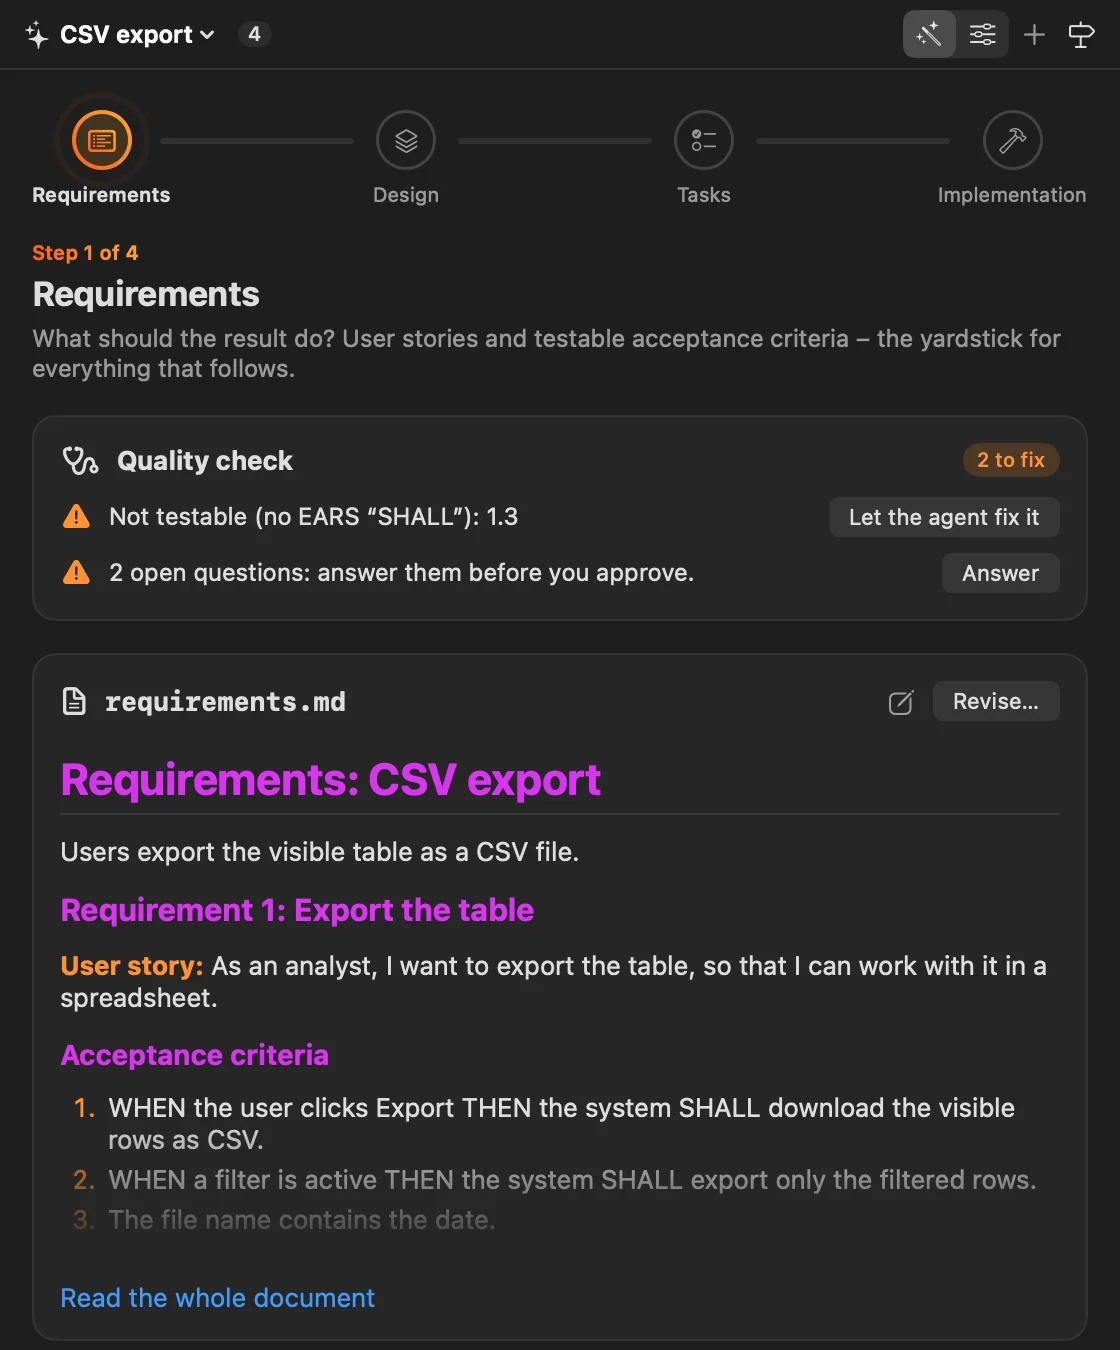 CSV export
4
Requirements
Design
Tasks
Implementation
Step 1 of 4
Requirements
What should the result do? User stories and testable acceptance criteria – the yardstick for
everything that follows.
Quality check
2 to fix
Not testable (no EARS “SHALL”): 1.3
Let the agent fix it
2 open questions: answer them before you approve.
Answer
requirements.md
Revise...
Requirements: CSV export
Users export the visible table as a CSV file.
Requirement 1: Export the table
User story: As an analyst, I want to export the table, so that I can work with it in a
spreadsheet.
Acceptance criteria
1. WHEN the user clicks Export THEN the system SHALL download the visible
rows as CSV.
2. WHEN a filter is active THEN the system SHALL export only the filtered rows.
3. The file name contains the date.
Read the whole document